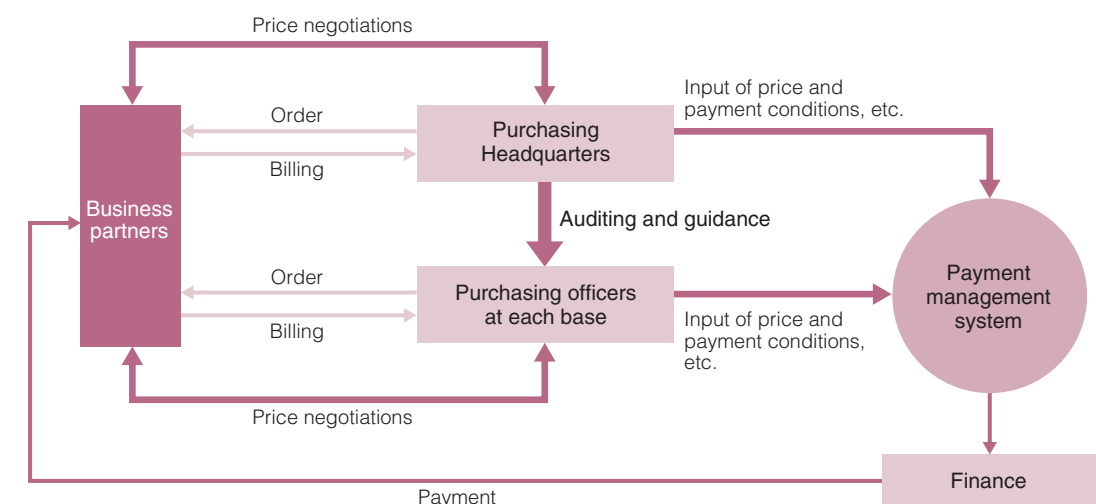 Price negotiations
Input of price and
payment conditions, etc.
Order
Purchasing
Headquarters
Billing
Business
partners
Auditing and guidance
Order
Purchasing officers
at each base
Billing
Payment
management
system
Input of price and
payment conditions,
etc.
Price negotiations
Finance
Payment